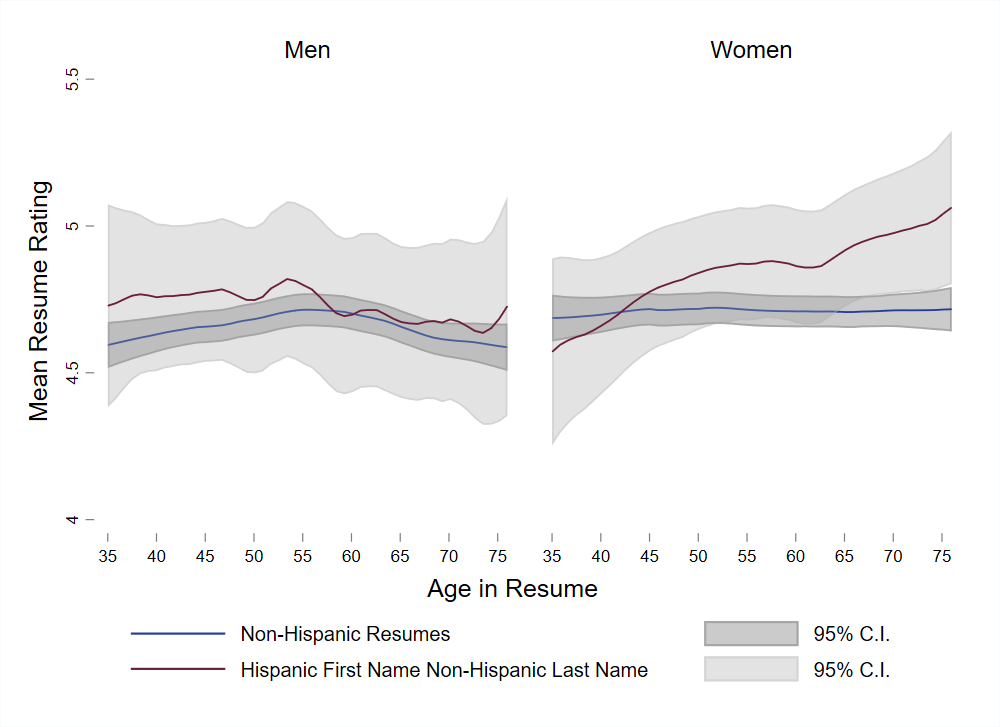 Men Women
Mean Resume Rating
5.5
5
4.5
4
35 40 45 50 55 60 65 70 75 35 40 45 50 55 60 65 70 75
Age in Resume
Non-Hispanic Resumes 95% C.I.
Hispanic First Name Non-Hispanic Last Name 95% C.I.